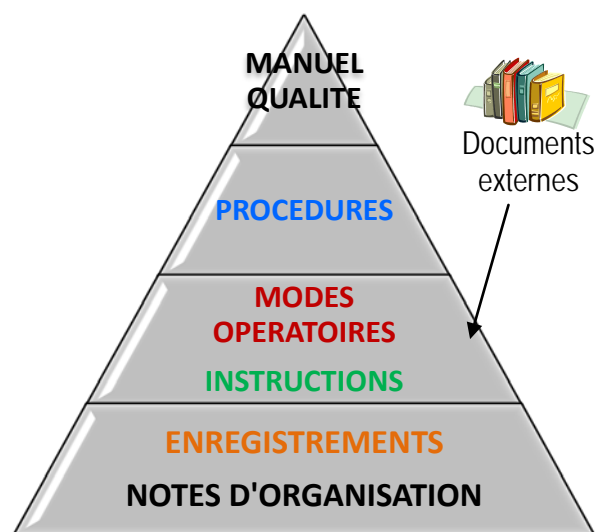 MANUEL
QUALITE
Documents
externes
PROCEDURES
MODES
OPERATOIRES
INSTRUCTIONS
ENREGISTREMENTS
NOTES D'ORGANISATION